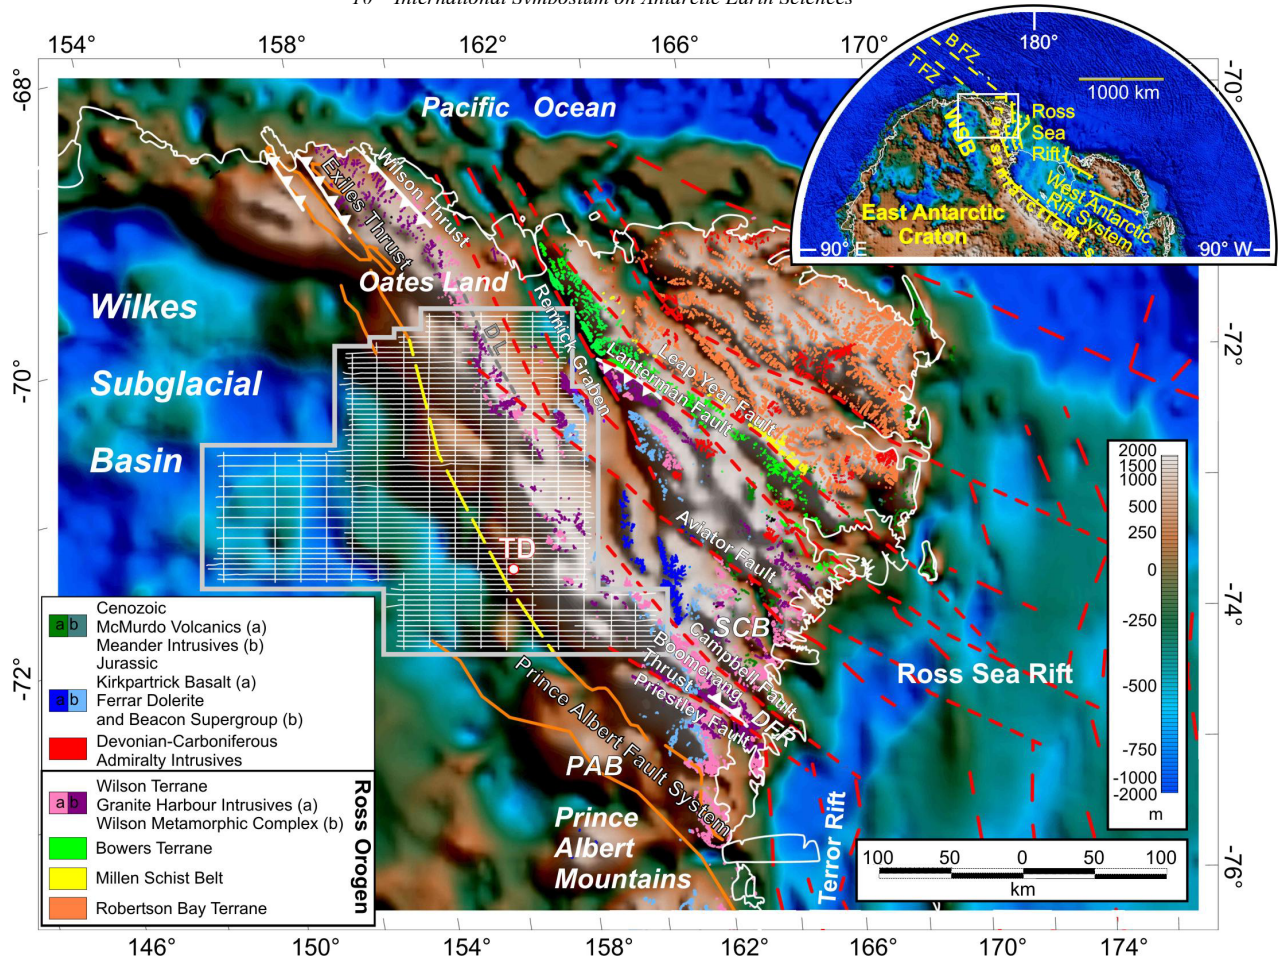 International Symposium on Antarctic Earth Sciences
154°
158°
162°
166°
170°
-68°
-70°
-72°
-70°
-72°
-74°
-76°
146°
150°
154°
158°
162°
166°
170°
174°
Pacific Ocean
Wilson Thrust
Exiles Thrust
Oates Land
Wilkes
Subglacial
Basin
DL
Rennick Graben
Leap Year Fault
Lanterman Fault
Aviator Fault
TD
SCB
Campbell Fault
Boomerang
Thrust
Priestley Fault
DFR
Prince Albert Fault System
PAB
Prince
Albert
Mountains
Ross Sea Rift
Terror Rift
180°
B FZ
T FZ
1000 km
WSB
Ross
Sea
Rift
West Antarctic
Rift System
East Antarctic
Craton
90° E
90° W
2000
1500
1000
500
250
0
-250
-500
-750
-1000
-2000
m
100 50 0 50 100
km
Cenozoic
a b McMurdo Volcanics (a)
Meander Intrusives (b)
Jurassic
Kirkpartrick Basalt (a)
a b Ferrar Dolerite
and Beacon Supergroup (b)
Devonian-Carboniferous
Admiralty Intrusives
Wilson Terrane
a b Granite Harbour Intrusives (a)
Wilson Metamorphic Complex (b)
Bowers Terrane
Millen Schist Belt
Robertson Bay Terrane
Ross Orogen